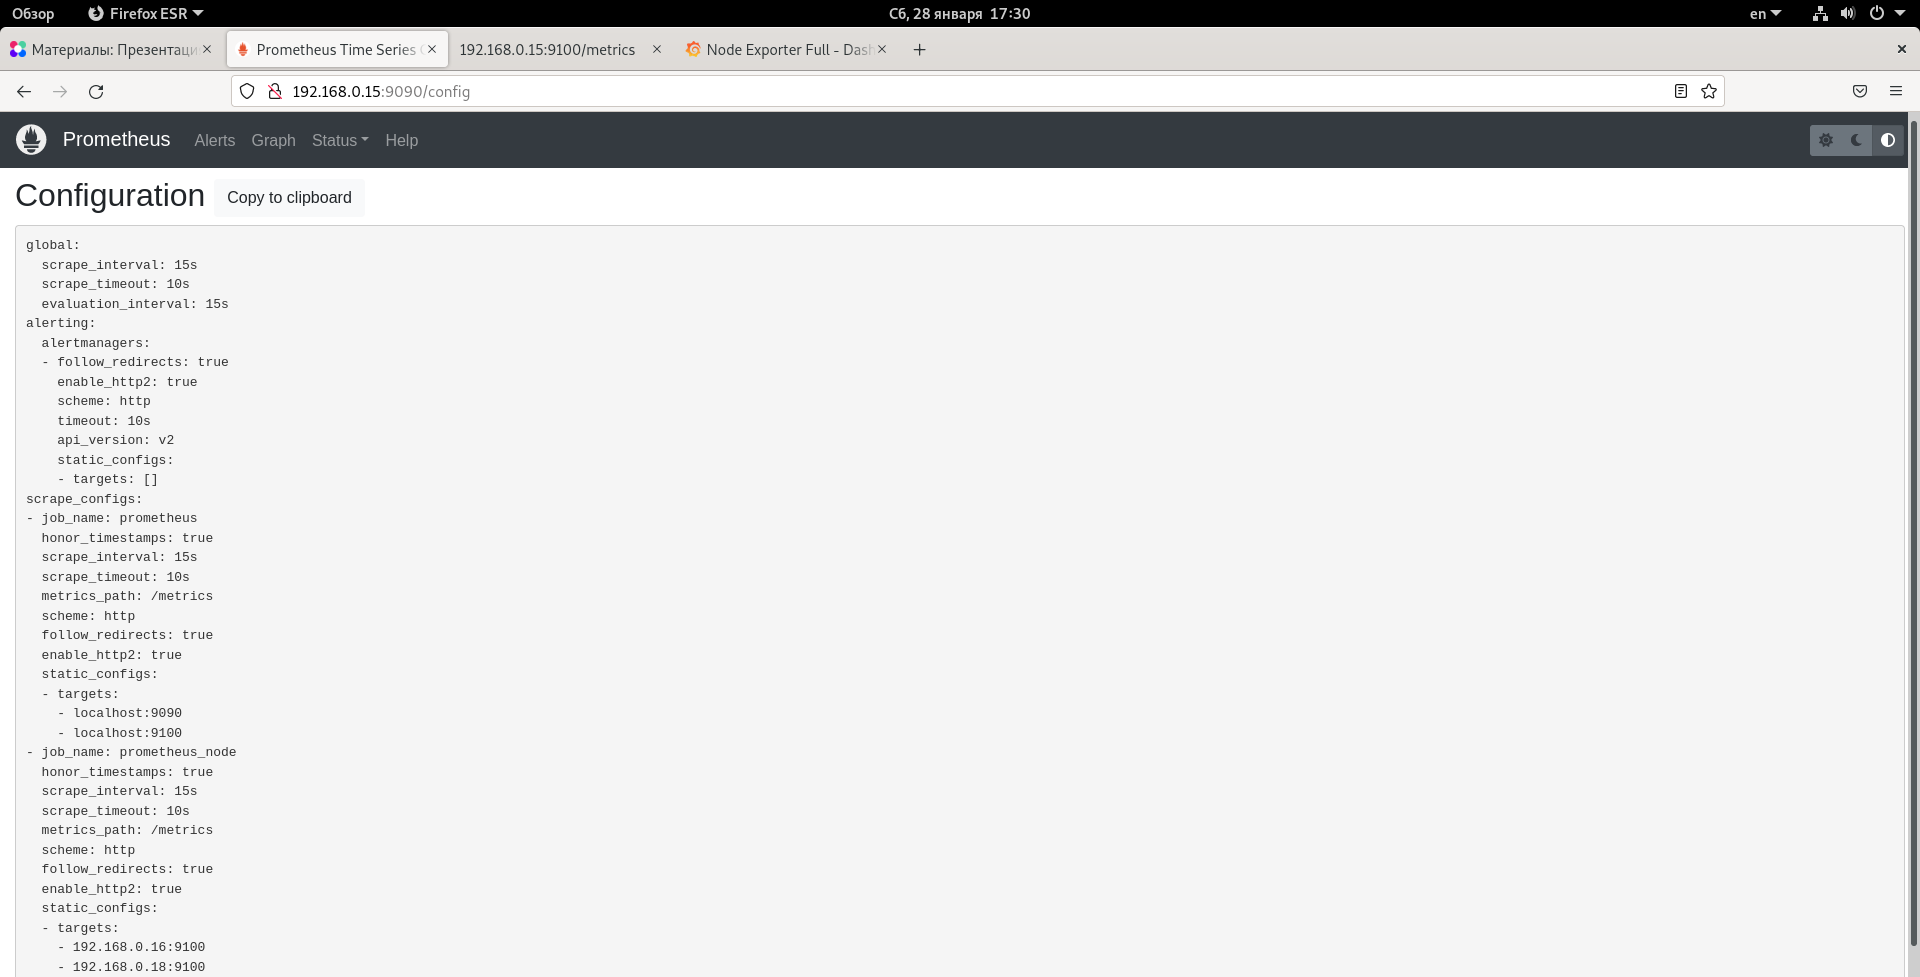 Обзор Firefox ESR Сб, 28 января 17:30 en
Материалы: Презентаци Prometheus Time Series 192.168.0.15:9100/metrics Node Exporter Full - Dash
192.168.0.15:9090/config
Prometheus Alerts Graph Status Help
Configuration Copy to clipboard
global:
  scrape_interval: 15s
  scrape_timeout: 10s
  evaluation_interval: 15s
alerting:
  alertmanagers:
  - follow_redirects: true
    enable_http2: true
    scheme: http
    timeout: 10s
    api_version: v2
    static_configs:
    - targets: []
scrape_configs:
- job_name: prometheus
  honor_timestamps: true
  scrape_interval: 15s
  scrape_timeout: 10s
  metrics_path: /metrics
  scheme: http
  follow_redirects: true
  enable_http2: true
  static_configs:
  - targets:
    - localhost:9090
    - localhost:9100
- job_name: prometheus_node
  honor_timestamps: true
  scrape_interval: 15s
  scrape_timeout: 10s
  metrics_path: /metrics
  scheme: http
  follow_redirects: true
  enable_http2: true
  static_configs:
  - targets:
    - 192.168.0.16:9100
    - 192.168.0.18:9100